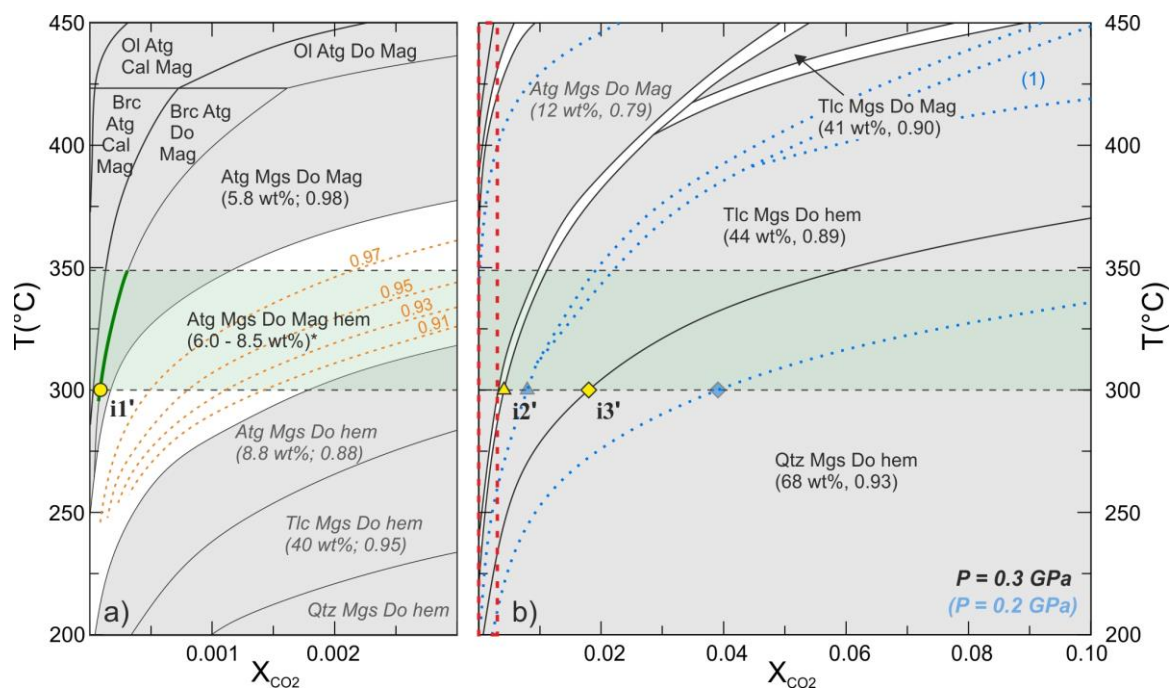 450
400
350
300
250
200
T(°C)
Ol Atg
Cal Mag
Ol Atg Do Mag
Brc
Atg
Cal
Mag
Brc Atg
Do
Mag
Atg Mgs Do Mag
(5.8 wt%; 0.98)
0.97
0.95
0.93
0.91
Atg Mgs Do Mag hem
(6.0 - 8.5 wt%)*
i1'
Atg Mgs Do hem
(8.8 wt%; 0.88)
Tlc Mgs Do hem
(40 wt%; 0.95)
Qtz Mgs Do hem
a)
0.001
0.002
X_CO2
Atg Mgs Do Mag
(12 wt%, 0.79)
(1)
Tlc Mgs Do Mag
(41 wt%, 0.90)
Tlc Mgs Do hem
(44 wt%, 0.89)
i2'
i3'
Qtz Mgs Do hem
(68 wt%, 0.93)
P = 0.3 GPa
(P = 0.2 GPa)
b)
0.02
0.04
0.06
0.08
0.10
X_CO2
450
400
350
300
250
200
T(°C)